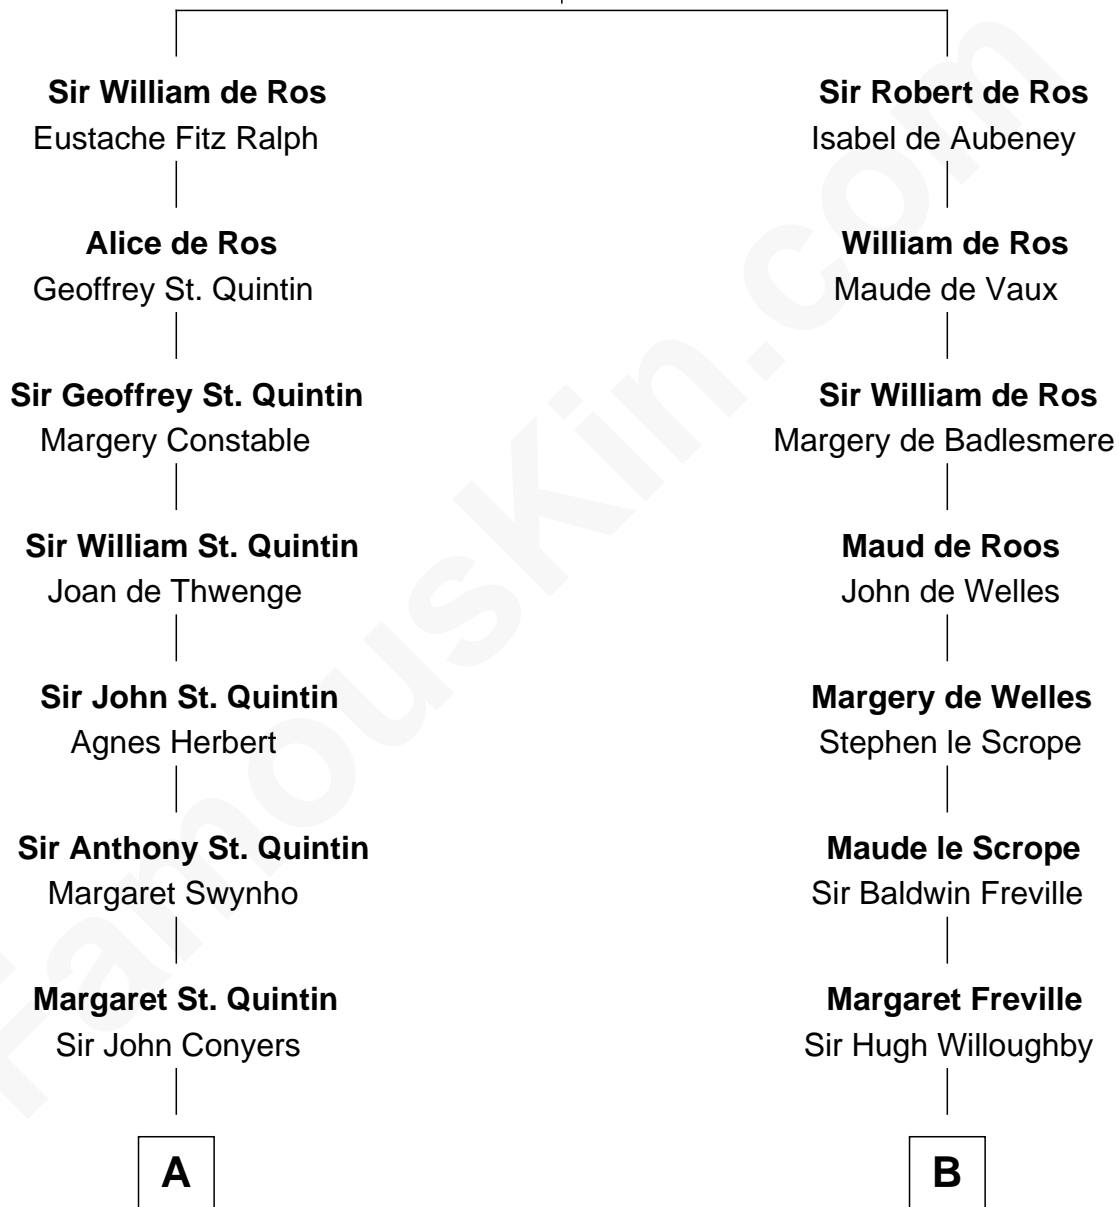 Sir William de Ros
Eustache Fitz Ralph
Alice de Ros
Geoffrey St. Quintin
Sir Geoffrey St. Quintin
Margery Constable
Sir William St. Quintin
Joan de Thwenge
Sir John St. Quintin
Agnes Herbert
Sir Anthony St. Quintin
Margaret Swynho
Margaret St. Quintin
Sir John Conyers
A
Sir Robert de Ros
Isabel de Aubeney
William de Ros
Maude de Vaux
Sir William de Ros
Margery de Badlesmere
Maud de Roos
John de Welles
Margery de Welles
Stephen le Scrope
Maude le Scrope
Sir Baldwin Freville
Margaret Freville
Sir Hugh Willoughby
B
FamousKin.com